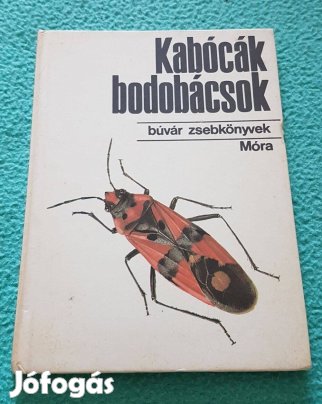 Kabócák
bodobácsok
búvár zsebkönyvek
Móra
Jófogás